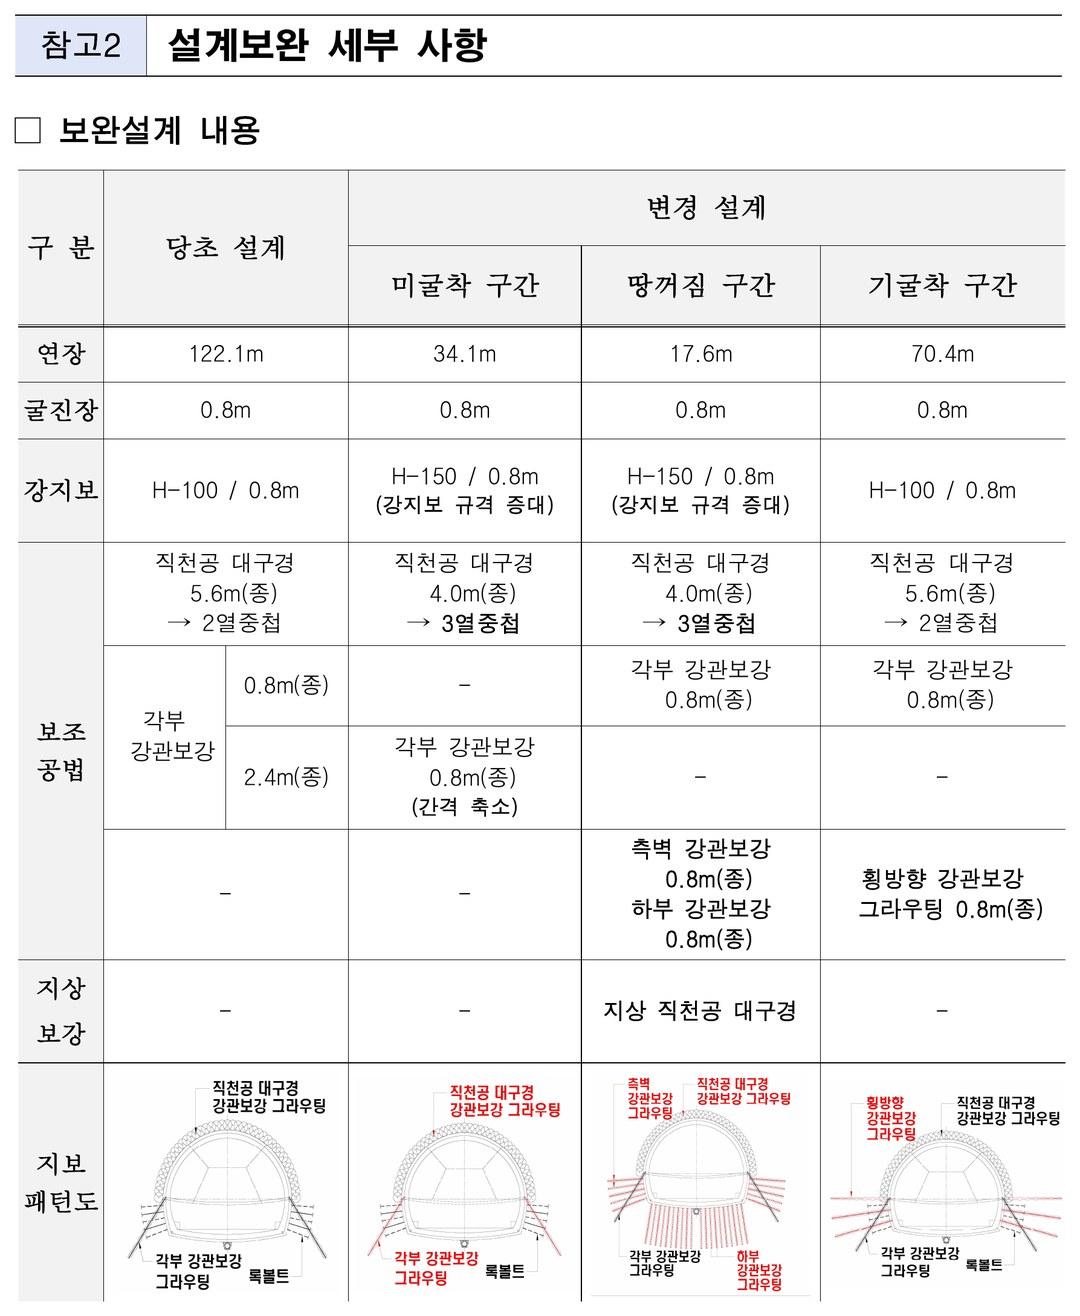 참고2 설계보완 세부 사항
□ 보완설계 내용
구 분 당초 설계 변경 설계
미굴착 구간 땅꺼짐 구간 기굴착 구간
연장 122.1m 34.1m 17.6m 70.4m
굴진장 0.8m 0.8m 0.8m 0.8m
강지보 H-100 / 0.8m H-150 / 0.8m (강지보 규격 증대) H-150 / 0.8m (강지보 규격 증대) H-100 / 0.8m
보조
공법
직천공 대구경
5.6m(종)
→ 2열중첩
직천공 대구경
4.0m(종)
→ 3열중첩
직천공 대구경
4.0m(종)
→ 3열중첩
직천공 대구경
5.6m(종)
→ 2열중첩
각부
강관보강
0.8m(종)
-
각부 강관보강
0.8m(종)
각부 강관보강
0.8m(종)
2.4m(종)
각부 강관보강
0.8m(종)
(간격 축소)
-
-
-
-
측벽 강관보강
0.8m(종)
하부 강관보강
0.8m(종)
횡방향 강관보강
그라우팅 0.8m(종)
지상
보강
-
-
지상 직천공 대구경
-
지보
패턴도
직천공 대구경
강관보강 그라우팅
각부 강관보강
그라우팅
록볼트
직천공 대구경
강관보강 그라우팅
각부 강관보강
그라우팅
록볼트
측벽
강관보강
그라우팅
직천공 대구경
강관보강 그라우팅
각부 강관보강
그라우팅
하부
강관보강
그라우팅
횡방향
강관보강
그라우팅
직천공 대구경
강관보강 그라우팅
각부 강관보강
그라우팅
록볼트